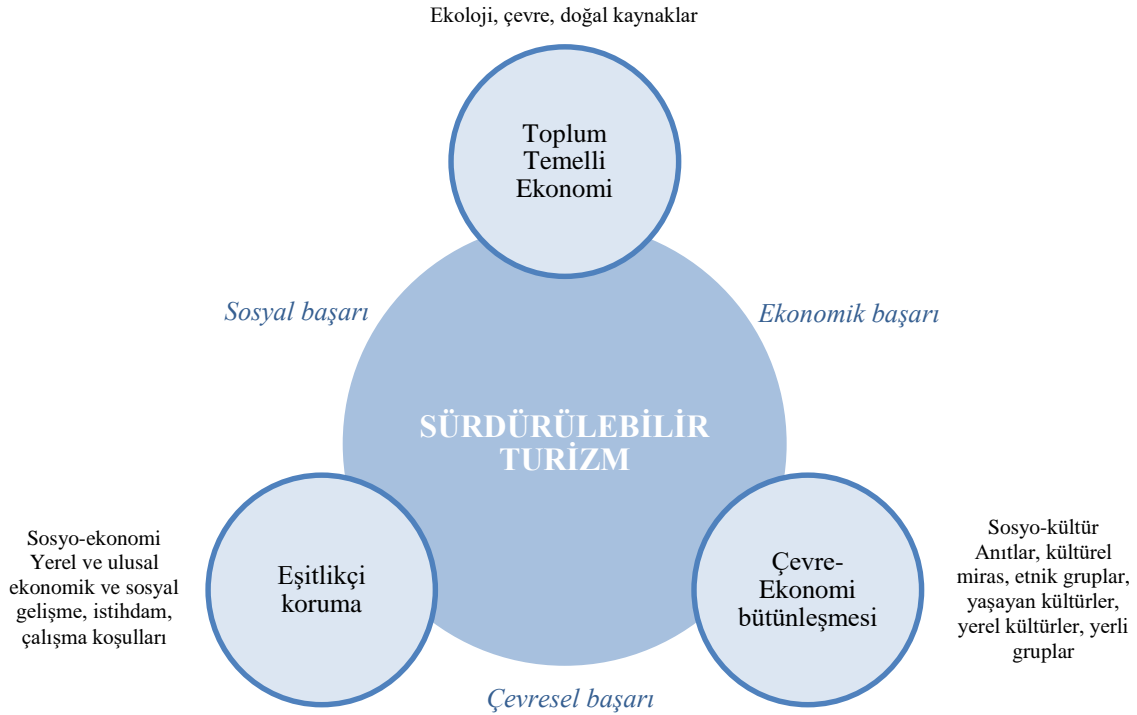 Ekoloji, çevre, doğal kaynaklar
Toplum
Temelli
Ekonomi
Sosyal başarı
Ekonomik başarı
SÜRDÜRÜLEBİLİR
TURİZM
Sosyo-ekonomi
Yerel ve ulusal
ekonomik ve sosyal
gelişme, istihdam,
çalışma koşulları
Eşitlikçi
koruma
Çevre-
Ekonomi
bütünleşmesi
Sosyo-kültür
Anıtlar, kültürel
miras, etnik gruplar,
yaşayan kültürler,
yerel kültürler, yerli
gruplar
Çevresel başarı